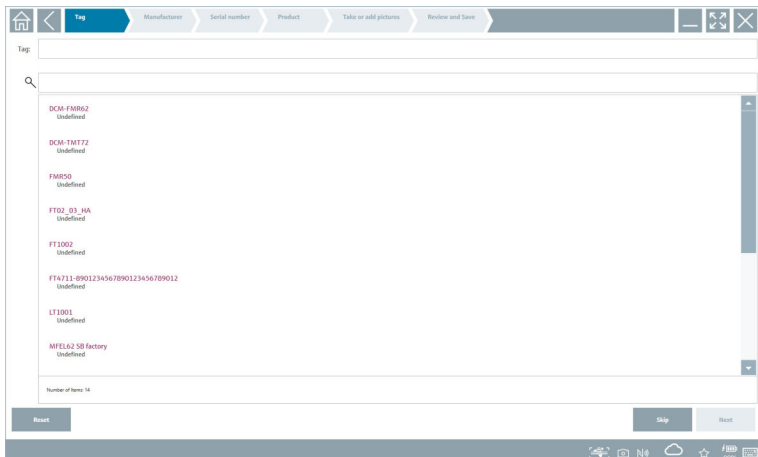 Tag
Manufacturer
Serial number
Product
Take or add pictures
Review and Save
Tag:
DCM-FMR62
Undefined
DCM-TMT72
Undefined
FMR50
Undefined
FT02_03_HA
Undefined
FT1002
Undefined
FT4711-8901234567890123456789012
Undefined
LT1001
Undefined
MFEL62 SB factory
Undefined
Number of Items: 14
Reset
Skip
Next